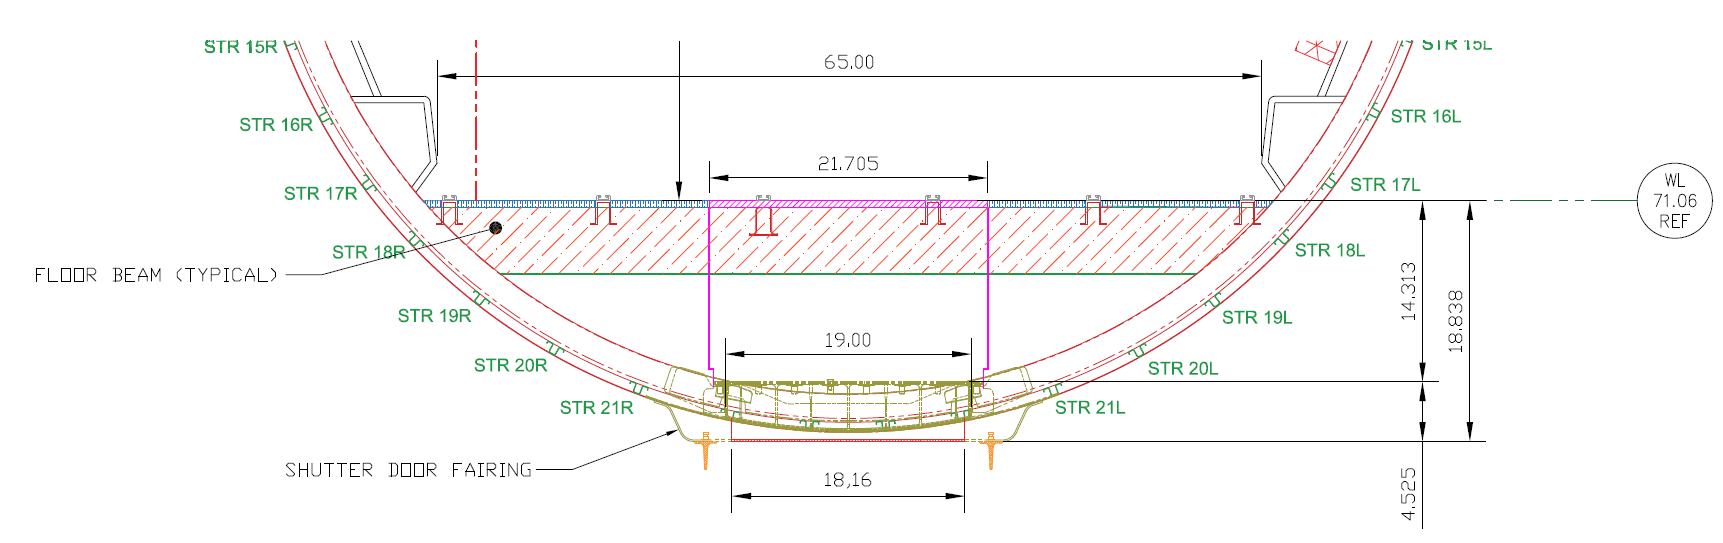 STR 15R
STR 15L
65.00
STR 16R
STR 16L
21.705
STR 17R
STR 17L
WL
71.06
REF
STR 18R
STR 18L
FLOOR BEAM (TYPICAL)
14.313
18.838
STR 19R
STR 19L
19.00
STR 20R
STR 20L
STR 21R
STR 21L
SHUTTER DOOR FAIRING
18,16
4.525